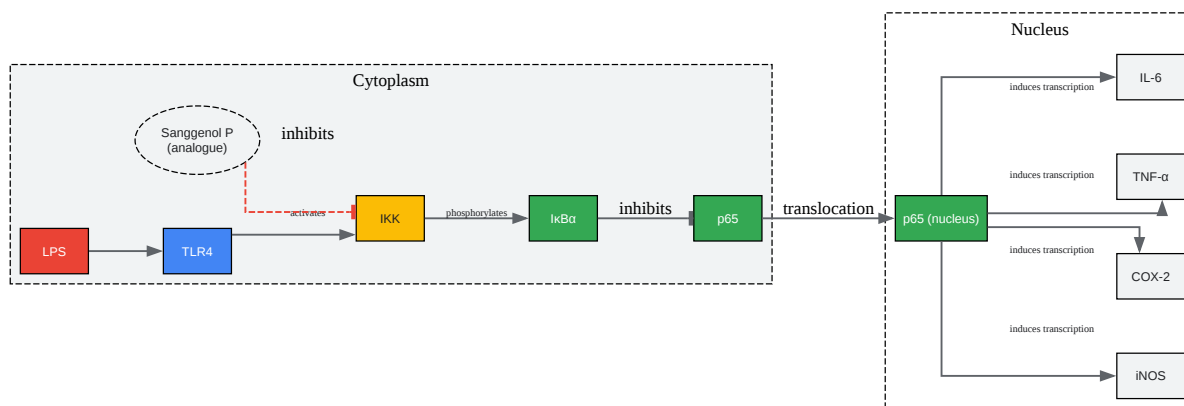 Nucleus
Cytoplasm
IL-6
induces transcription
Sanggenol P
(analogue)
inhibits
induces transcription
TNF-α
activates
IKK
phosphorylates
IκBα
inhibits
p65
translocation
p65 (nucleus)
LPS
TLR4
induces transcription
COX-2
induces transcription
iNOS